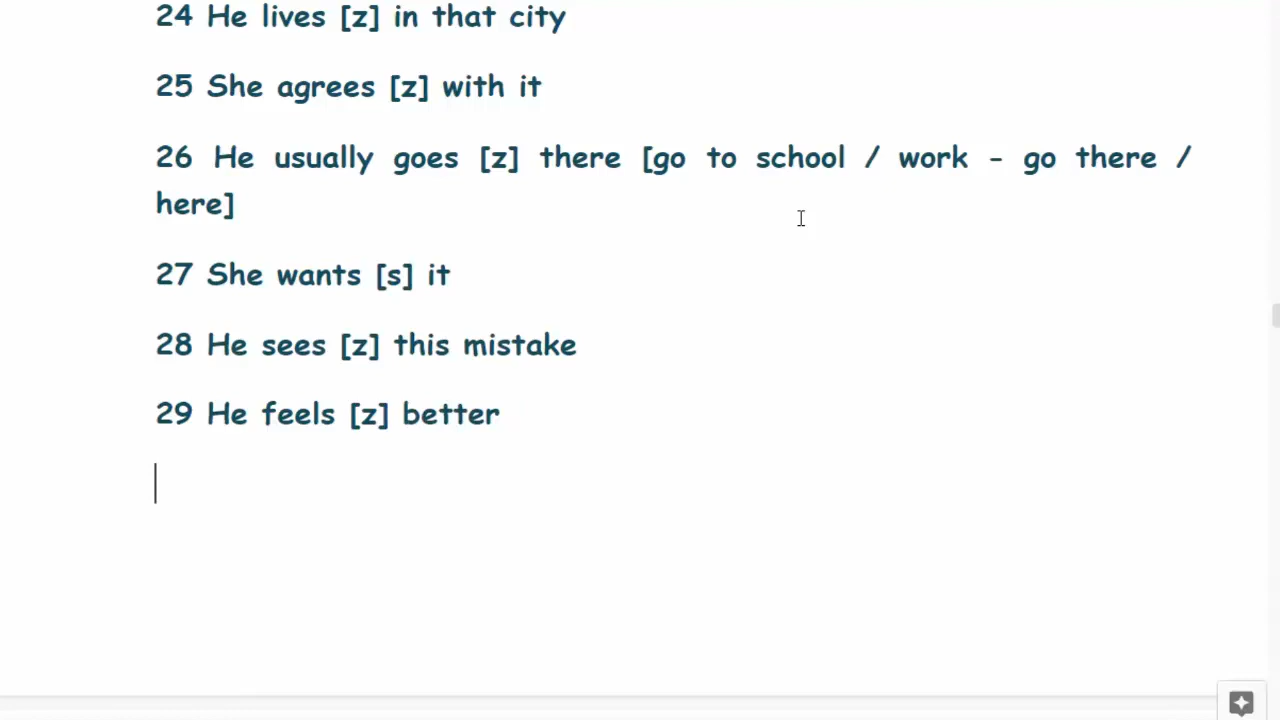 24 He lives [z] in that city
25 She agrees [z] with it
26 He usually goes [z] there [go to school / work - go there /
here]
27 She wants [s] it
28 He sees [z] this mistake
29 He feels [z] better